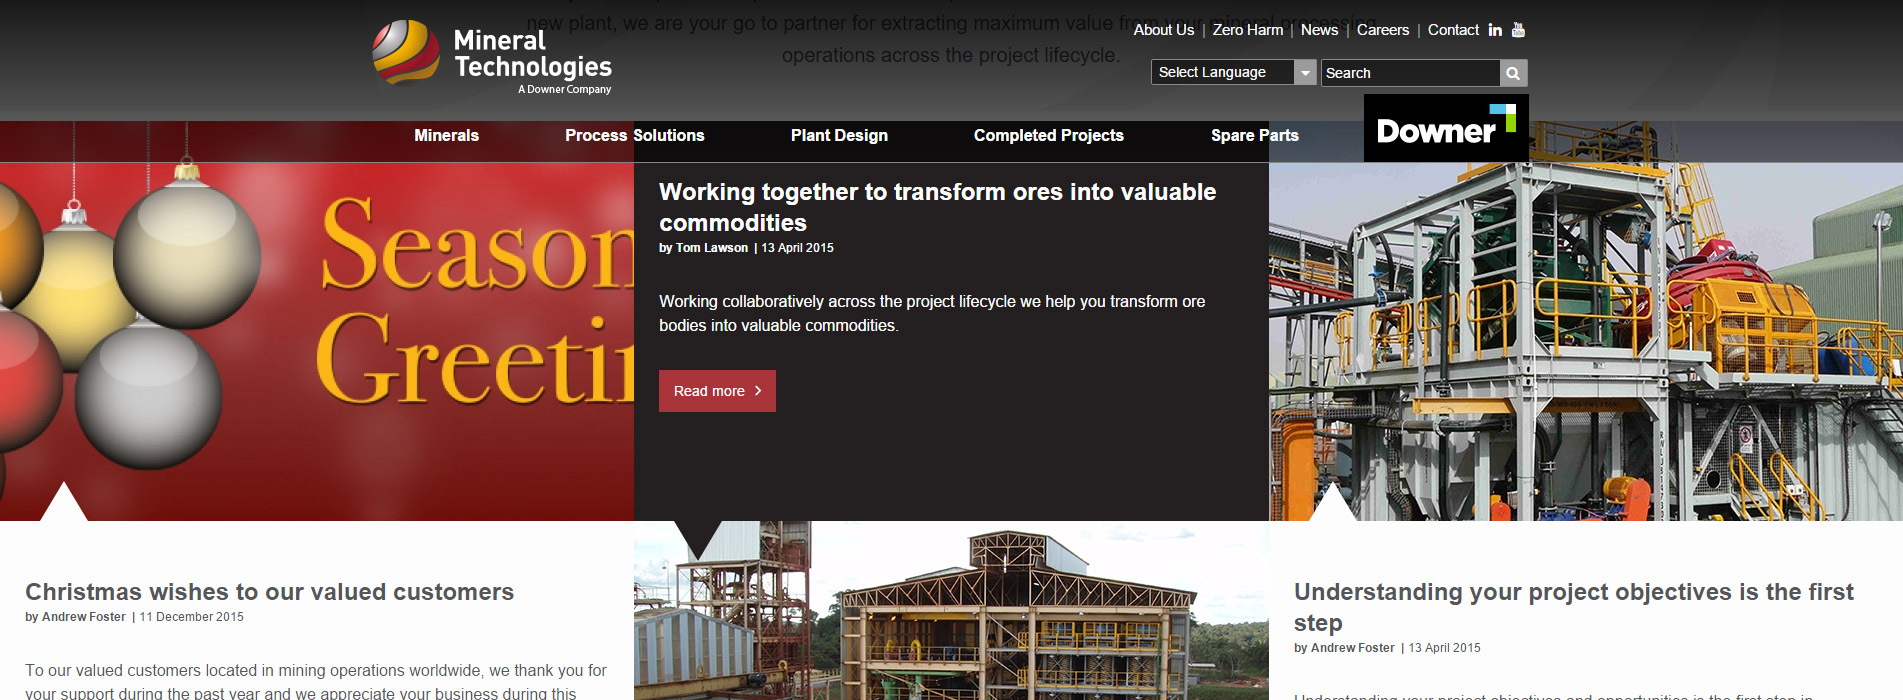 new plant, we are your go to partner for extracting maximum value from your mineral processing
operations across the project lifecycle.
Mineral
Technologies
A Downer Company
About Us | Zero Harm | News | Careers | Contact in You Tube
Select Language
Search
Downer
Minerals Process Solutions Plant Design Completed Projects Spare Parts
Season
Greetin
Working together to transform ores into valuable
commodities
by Tom Lawson | 13 April 2015
Working collaboratively across the project lifecycle we help you transform ore
bodies into valuable commodities.
Read more
Christmas wishes to our valued customers
by Andrew Foster | 11 December 2015
To our valued customers located in mining operations worldwide, we thank you for
your support during the past year and we appreciate your business during this
Understanding your project objectives is the first
step
by Andrew Foster | 13 April 2015
Understanding your project objectives and opportunities is the first step in